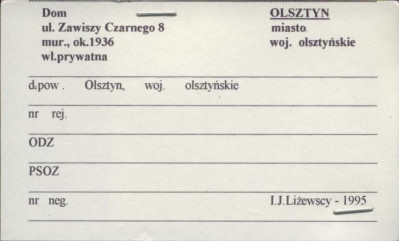 Dom OLSZTYN
ul. Zawiszy Czarnego 8 miasto
mur., ok.1936 woj. olsztyńskie
wł.prywatna
d.pow. Olsztyn, woj. olsztyńskie
nr rej.
ODZ
PSOZ
nr neg. I.J.Liżewscy - 1995